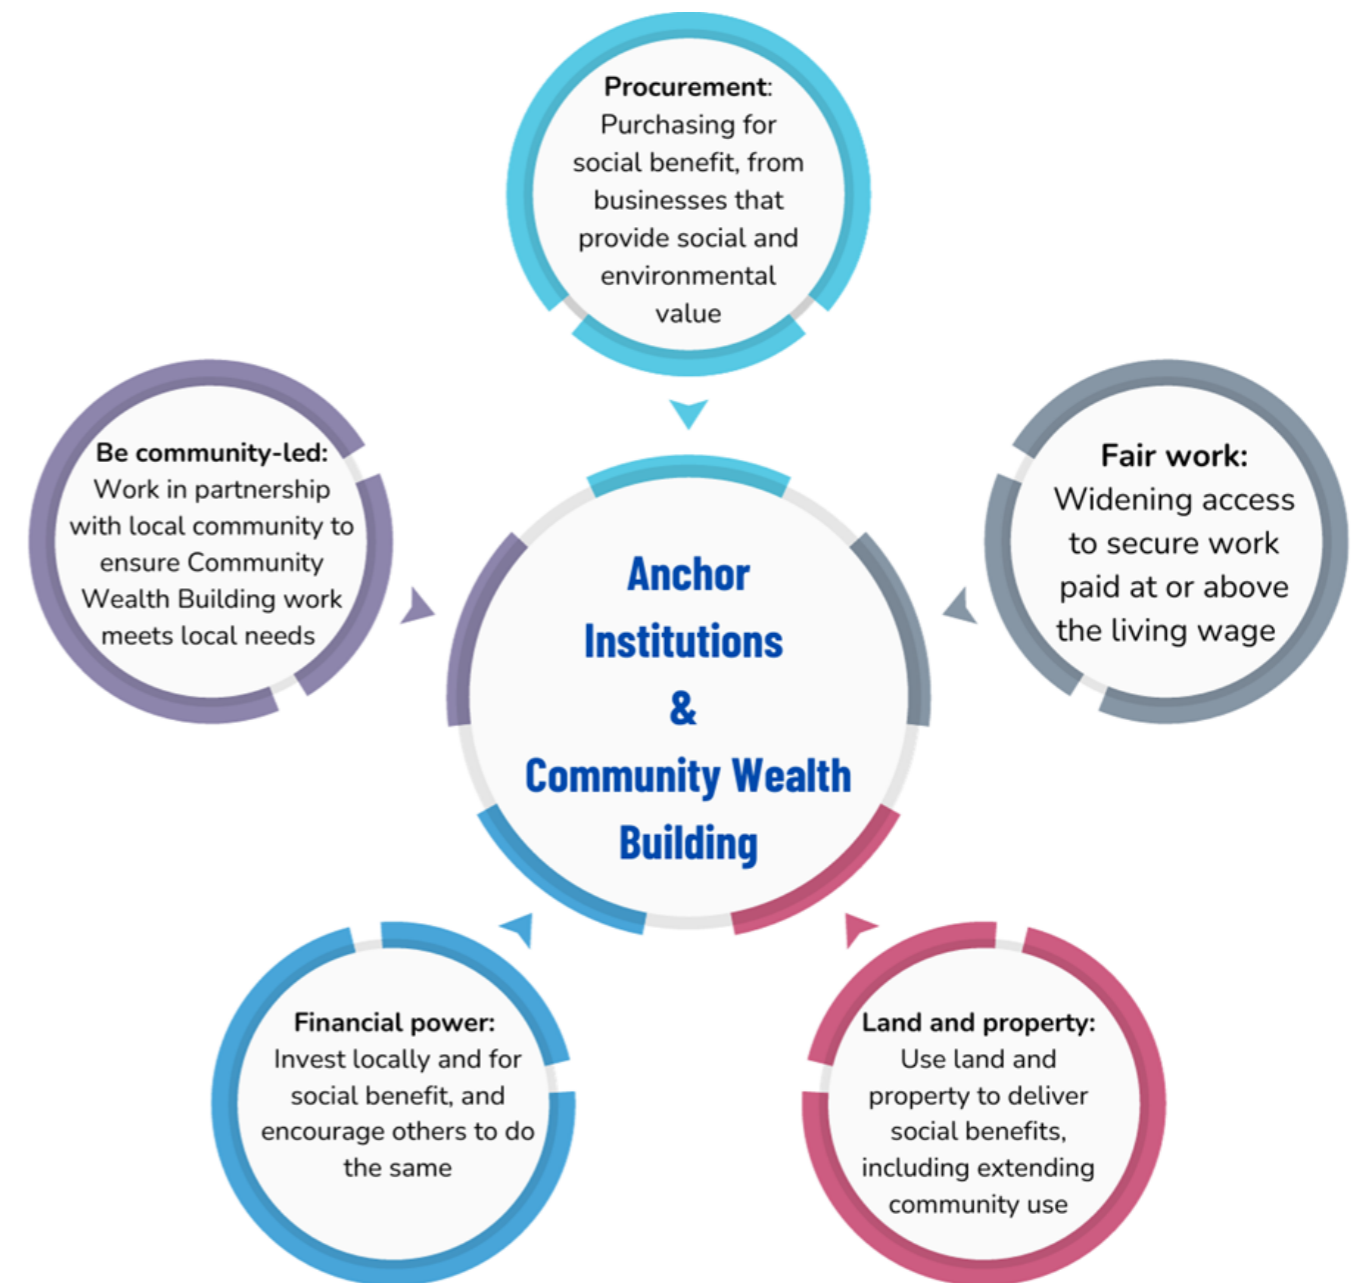 Procurement:
Purchasing for
social benefit, from
businesses that
provide social and
environmental
value
Be community-led:
Work in partnership
with local community to
ensure Community
Wealth Building work
meets local needs
Fair work:
Widening access
to secure work
paid at or above
the living wage
Anchor
Institutions
&
Community Wealth
Building
Financial power:
Invest locally and for
social benefit, and
encourage others to do
the same
Land and property:
Use land and
property to deliver
social benefits,
including extending
community use